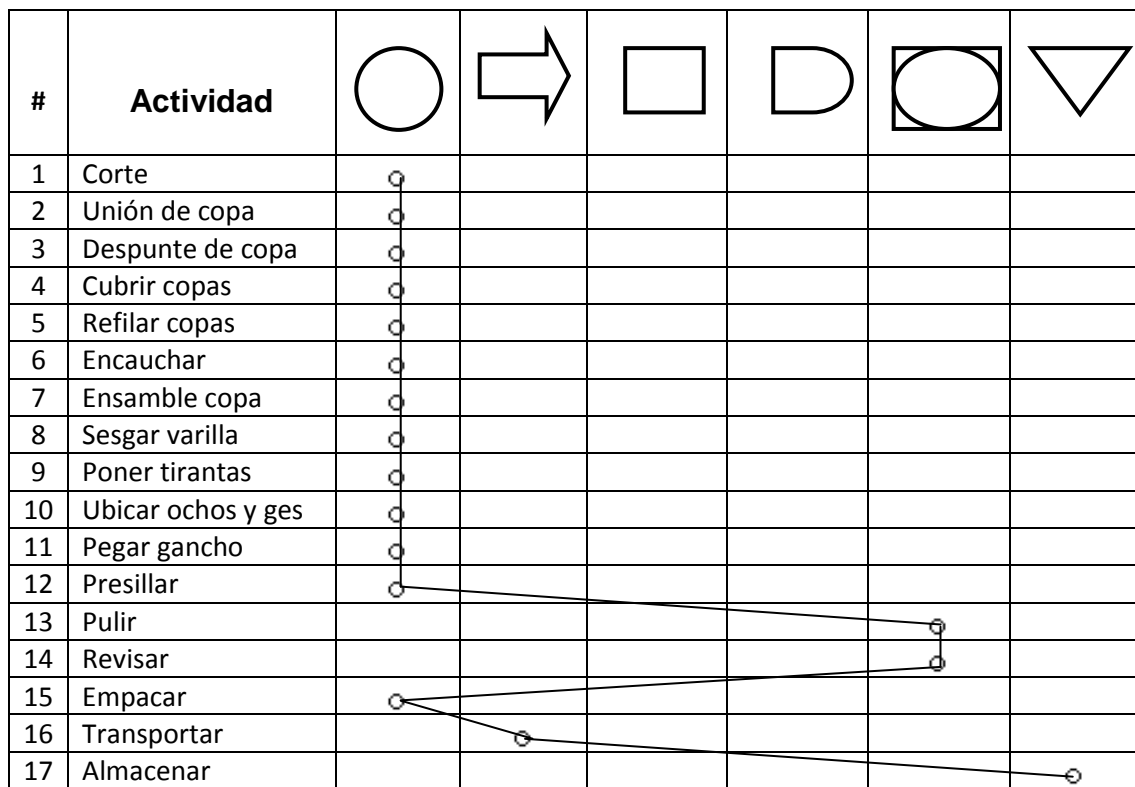 # Actividad
1 Corte
2 Unión de copa
3 Despunte de copa
4 Cubrir copas
5 Refilar copas
6 Encauchar
7 Ensamble copa
8 Sesgar varilla
9 Poner tirantas
10 Ubicar ochos y ges
11 Pegar gancho
12 Presillar
13 Pulir
14 Revisar
15 Empacar
16 Transportar
17 Almacenar